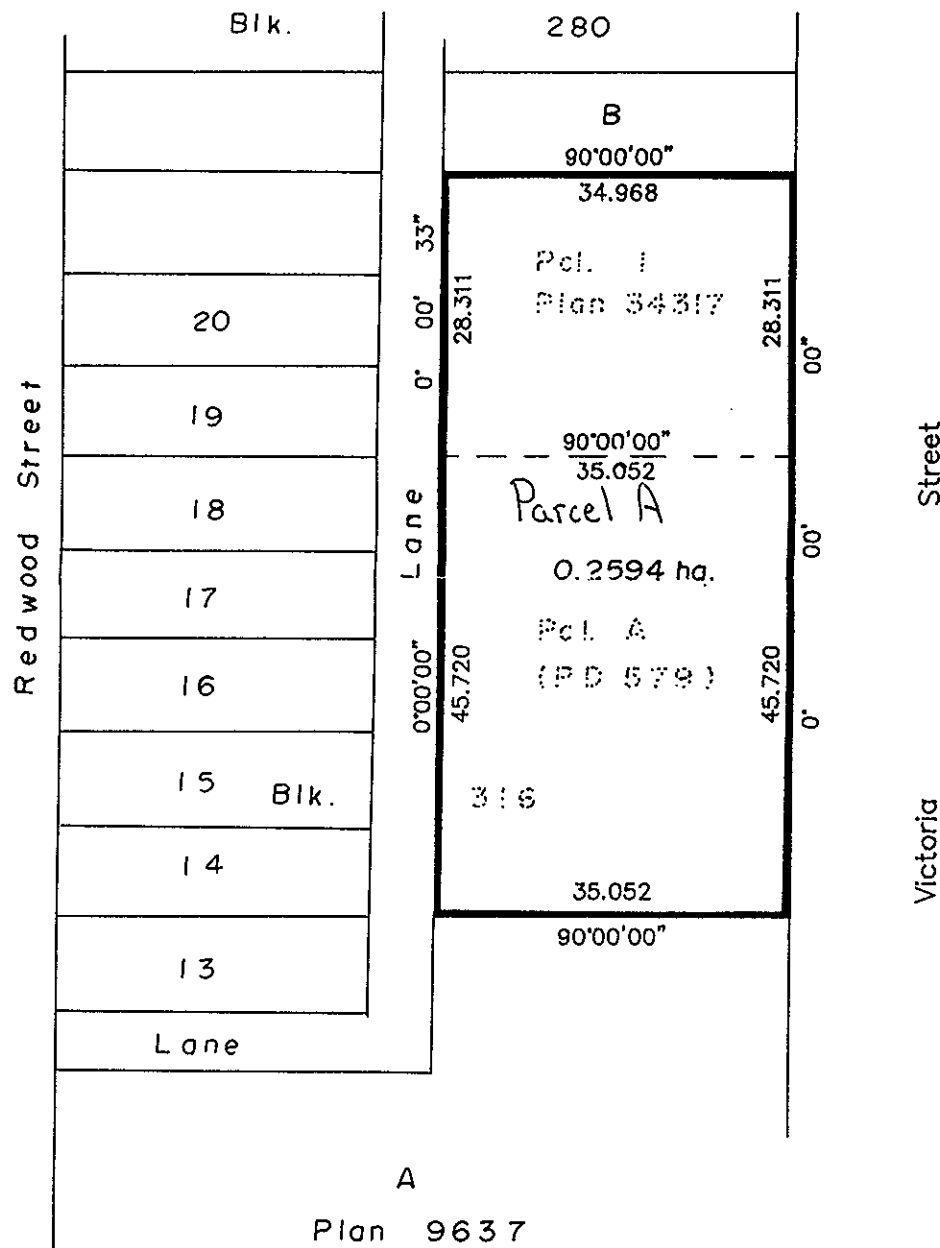 Blk.
280
B
90°00'00"
34.968
0° 00' 33"
28.311
Pcl. 1
Plan 34317
28.311
0° 00' 00"
20
19
18
17
16
15
Blk.
14
13
Lane
Redwood Street
Lane
90°00'00"
35.052
Parcel A
0.2594 ha.
Pcl. A
(PD 579)
0°00'00"
45.720
45.720
316
35.052
90°00'00"
Victoria Street
A
Plan 9637